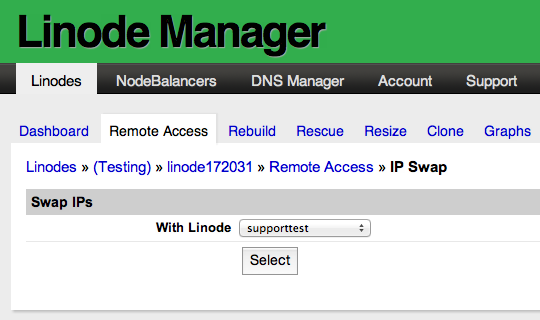 Linode Manager
Linodes NodeBalancers DNS Manager Account Support
Dashboard Remote Access Rebuild Rescue Resize Clone Graphs
Linodes » (Testing) » linode172031 » Remote Access » IP Swap
Swap IPs
With Linode supporttest
Select